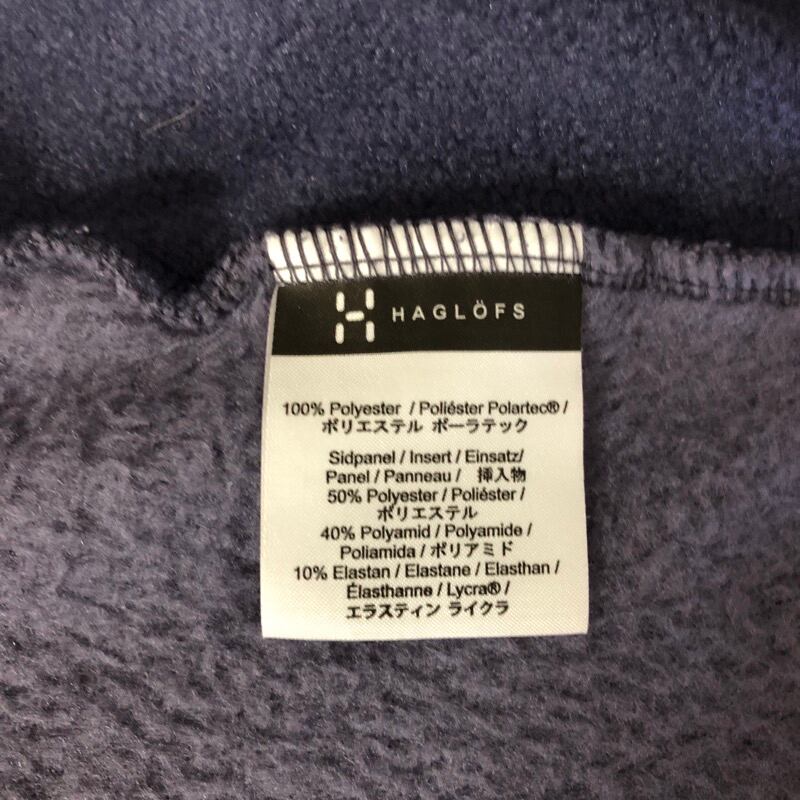 HAGLÖFS
100% Polyester / Poliéster Polartec® /
ポリエステル ポーラテック
Sidpanel / Insert / Einsatz/
Panel / Panneau / 挿入物
50% Polyester / Poliéster /
ポリエステル
40% Polyamid / Polyamide /
Poliamida / ポリアミド
10% Elastan / Elastane / Elasthan /
Élasthanne / Lycra® /
エラスティン ライクラ